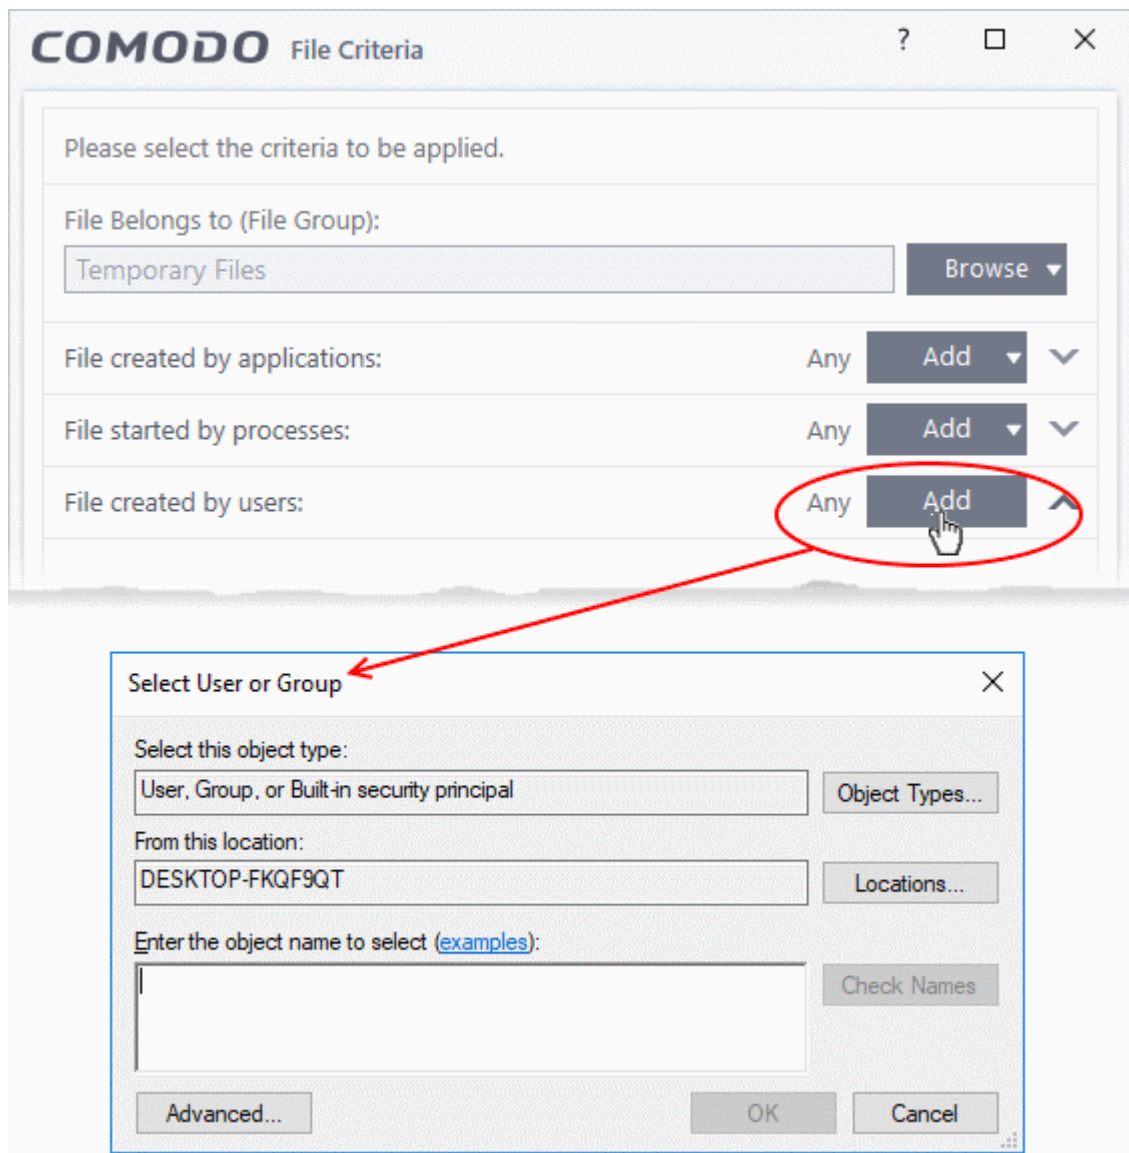 COMODO File Criteria ?
Please select the criteria to be applied.
File Belongs to (File Group):
Temporary Files Browse
File created by applications: Any Add
File started by processes: Any Add
File created by users: Any Add
Select User or Group
Select this object type:
User, Group, or Built-in security principal Object Types...
From this location:
DESKTOP-FKQF9QT Locations...
Enter the object name to select (examples):
Check Names
Advanced... OK Cancel